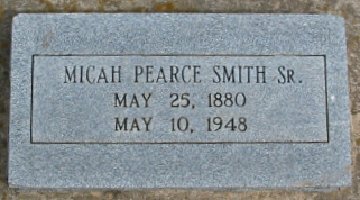 MICAH PEARCE SMITH SR.
MAY 25, 1880
MAY 10, 1948